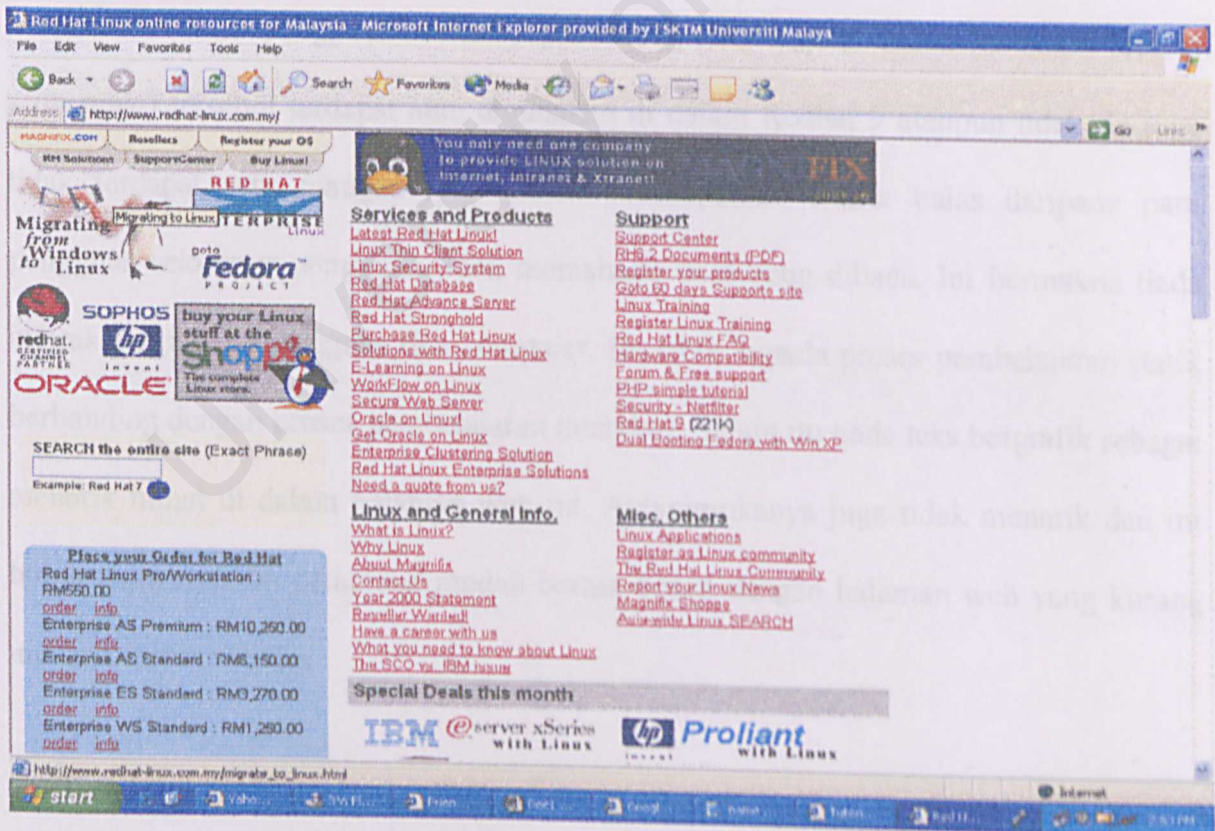 Red Hat Linux online resources for Malaysia - Microsoft Internet Explorer provided by FSKTM Universiti Malaya
File Edit View Favorites Tools Help
Back Search Favorites Media
Address http://www.redhat-linux.com.my/ Go Links
MAGNIFIX.COM Resellers Register your OS
RH Solutions SupportCenter Buy Linux!
RED HAT
ENTERPRISE
Linux
Migrating
from
Windows
to Linux
Migrating to Linux
goto
Fedora
PROJECT
redhat.
CERTIFIED
PARTNER
SOPHOS
hp
invent
ORACLE
buy your Linux
stuff at the
Shoppe
The complete
Linux store.
SEARCH the entire site (Exact Phrase)
Example: Red Hat 7
Place your Order for Red Hat
Red Hat Linux Pro/Workstation :
RM550.00
order info
Enterprise AS Premium : RM10,250.00
order info
Enterprise AS Standard : RM6,150.00
order info
Enterprise ES Standard : RM3,270.00
order info
Enterprise WS Standard : RM1,250.00
order info
You only need one company
to provide LINUX solution on
Internet, Intranet & Xtranet!
FIX
Services and Products
Latest Red Hat Linux!
Linux Thin Client Solution
Linux Security System
Red Hat Database
Red Hat Advance Server
Red Hat Stronghold
Purchase Red Hat Linux
Solutions with Red Hat Linux
E-Learning on Linux
WorkFlow on Linux
Secure Web Server
Oracle on Linux!
Get Oracle on Linux
Enterprise Clustering Solution
Red Hat Linux Enterprise Solutions
Need a quote from us?
Support
Support Center
RH6.2 Documents (PDF)
Register your products
Goto 60 days Supports site
Linux Training
Register Linux Training
Red Hat Linux FAQ
Hardware Compatibility
Forum & Free support
PHP simple tutorial
Security - Netfilter
Red Hat 9 (221K)
Dual Booting Fedora with Win XP
Linux and General Info.
What is Linux?
Why Linux
About Magnifix
Contact Us
Year 2000 Statement
Reseller Wanted!
Have a career with us
What you need to know about Linux
The SCO vs. IBM issue
Misc. Others
Linux Applications
Register as Linux community
The Red Hat Linux Community
Report your Linux News
Magnifix Shoppe
Asia-wide Linux SEARCH
Special Deals this month
IBM e server xSeries
with Linux
hp invent Proliant
with Linux
http://www.redhat-linux.com.my/migrate_to_linux.html
Internet
start
2:53 PM